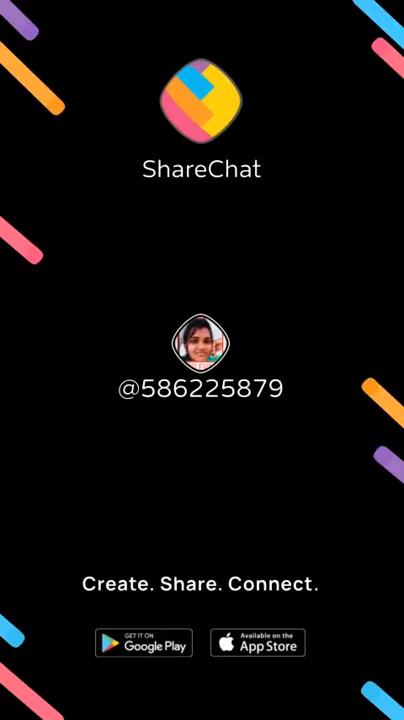 ShareChat
@586225879
Create. Share. Connect.
GET IT ON
Google Play
Available on the
App Store